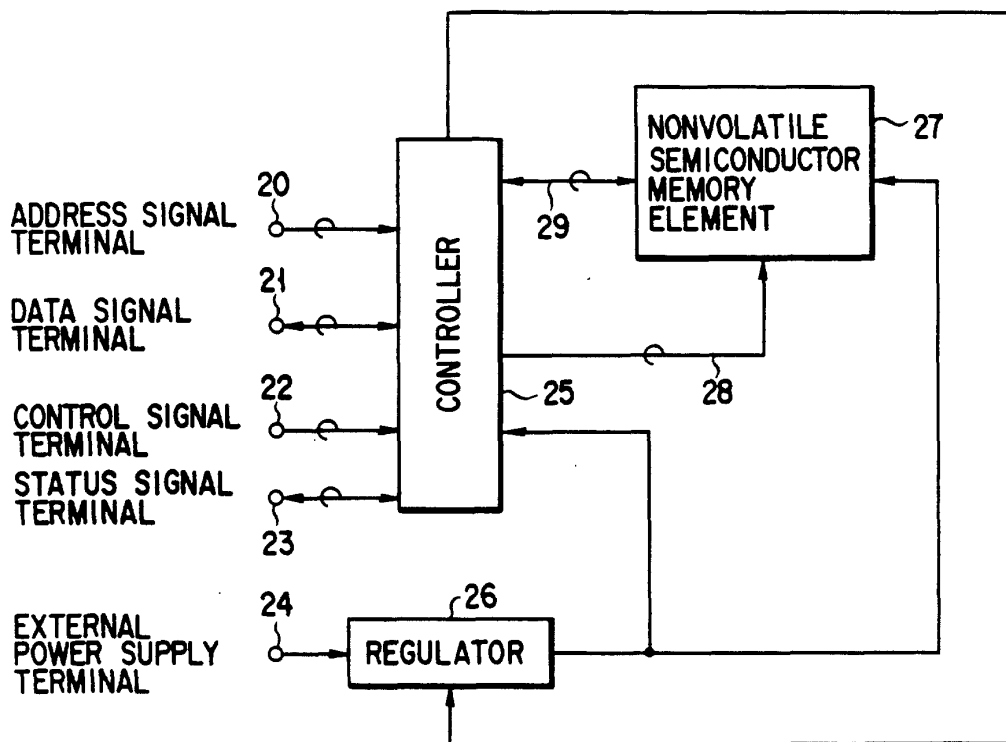 NONVOLATILE
SEMICONDUCTOR
MEMORY
ELEMENT
27
20
ADDRESS SIGNAL
TERMINAL
29
21
DATA SIGNAL
TERMINAL
CONTROLLER
28
25
22
CONTROL SIGNAL
TERMINAL
STATUS SIGNAL
TERMINAL
23
24
26
EXTERNAL
POWER SUPPLY
TERMINAL
REGULATOR